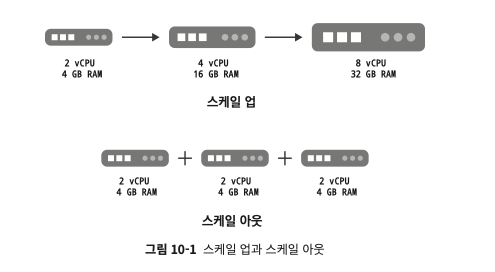 2 vCPU 4 vCPU 8 vCPU
4 GB RAM 16 GB RAM 32 GB RAM
스케일 업
2 vCPU 2 vCPU 2 vCPU
4 GB RAM 4 GB RAM 4 GB RAM
스케일 아웃
그림 10-1 스케일 업과 스케일 아웃